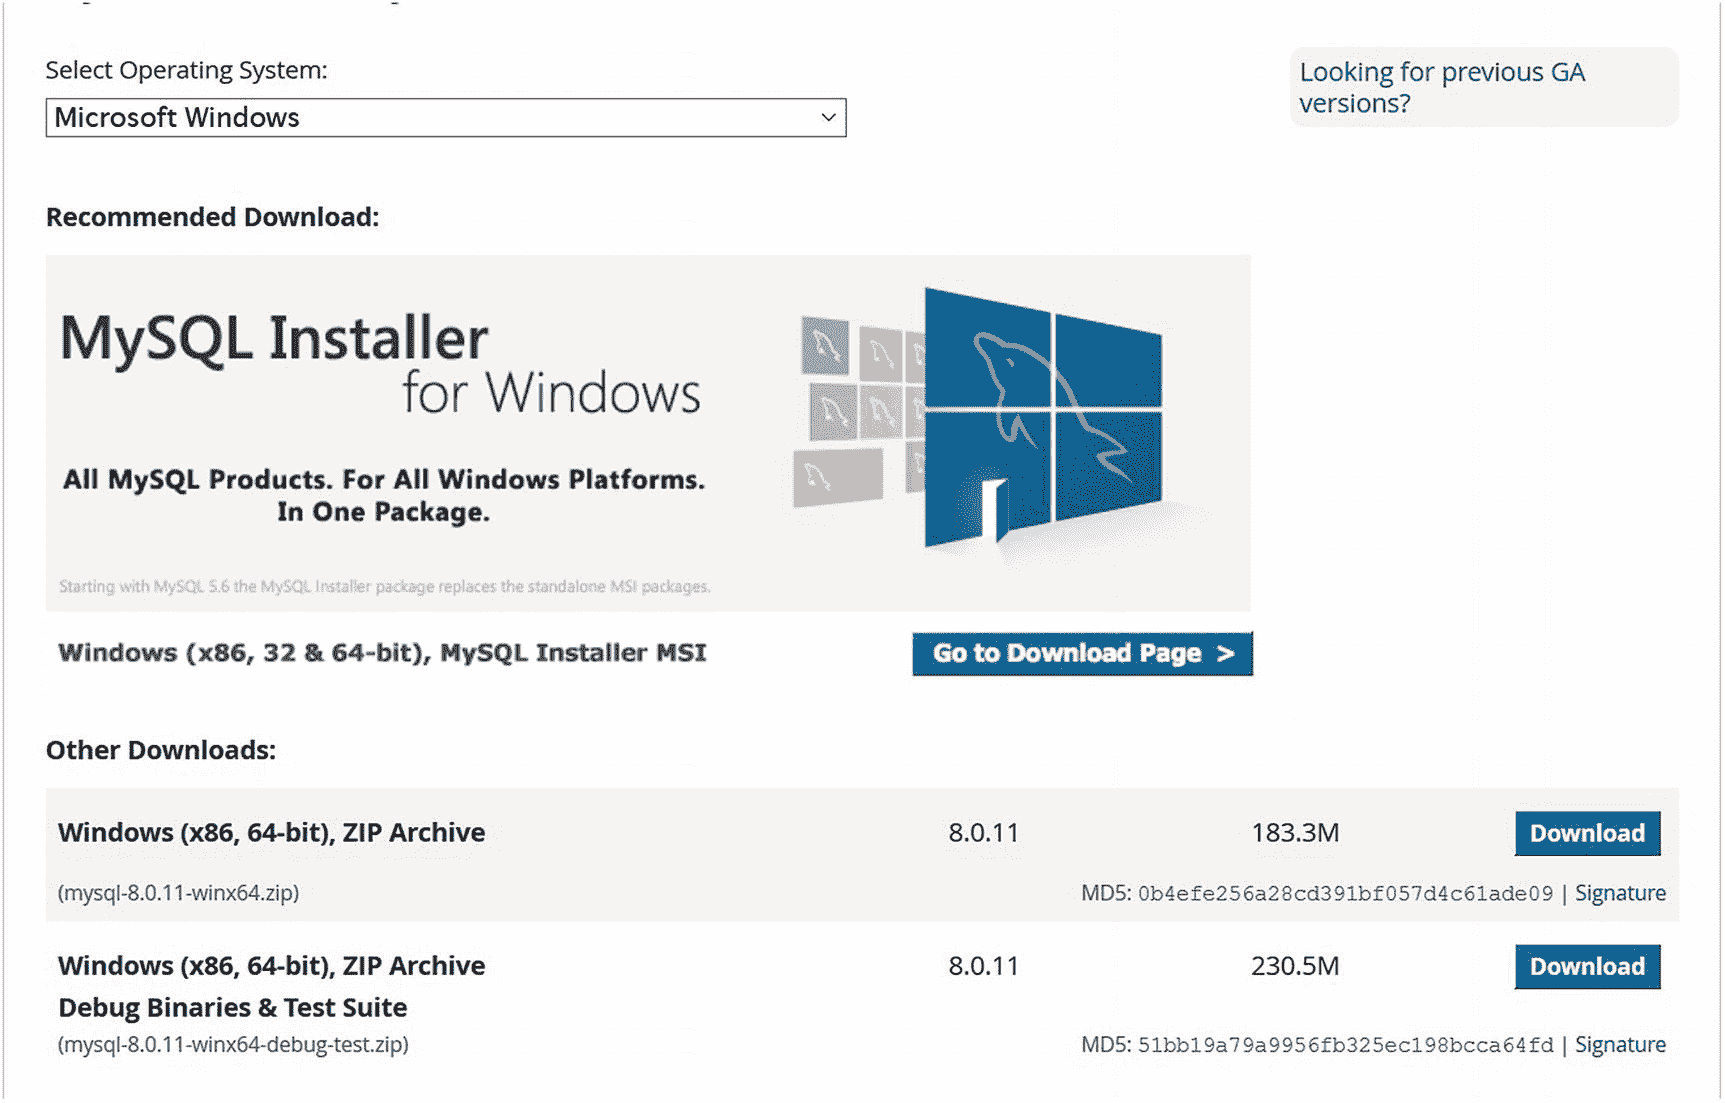 Select Operating System:
Looking for previous GA
versions?
Microsoft Windows
Recommended Download:
MySQL Installer
for Windows
All MySQL Products. For All Windows Platforms.
In One Package.
Starting with MySQL 5.6 the MySQL Installer package replaces the standalone MSI packages.
Windows (x86, 32 & 64-bit), MySQL Installer MSI
Go to Download Page >
Other Downloads:
Windows (x86, 64-bit), ZIP Archive 8.0.11 183.3M Download
(mysql-8.0.11-winx64.zip) MD5: 0b4efe256a28cd391bf057d4c61ade09 | Signature
Windows (x86, 64-bit), ZIP Archive 8.0.11 230.5M Download
Debug Binaries & Test Suite
(mysql-8.0.11-winx64-debug-test.zip) MD5: 51bb19a79a9956fb325ec198bcca64fd | Signature